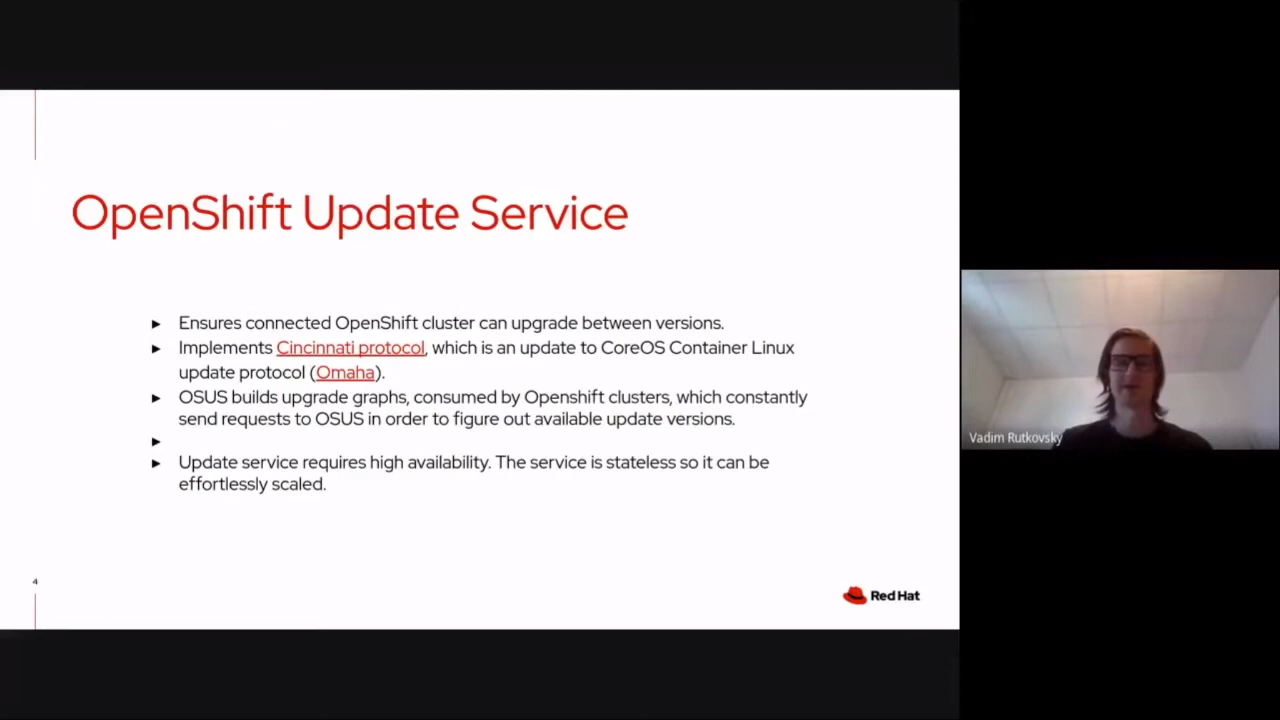 OpenShift Update Service
► Ensures connected OpenShift cluster can upgrade between versions.
► Implements Cincinnati protocol, which is an update to CoreOS Container Linux
update protocol (Omaha).
► OSUS builds upgrade graphs, consumed by Openshift clusters, which constantly
send requests to OSUS in order to figure out available update versions.
►
► Update service requires high availability. The service is stateless so it can be
effortlessly scaled.
4
Red Hat
Vadim Rutkovsky